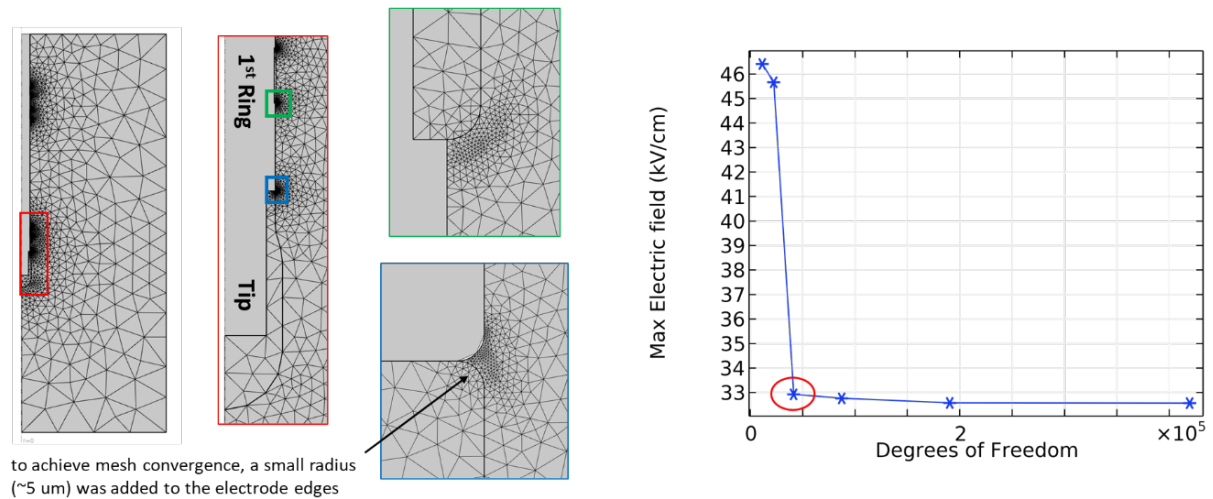 1st Ring
Tip
to achieve mesh convergence, a small radius
(~5 um) was added to the electrode edges
Max Electric field (kV/cm)
46
45
44
43
42
41
40
39
38
37
36
35
34
33
0
2
×10⁵
Degrees of Freedom